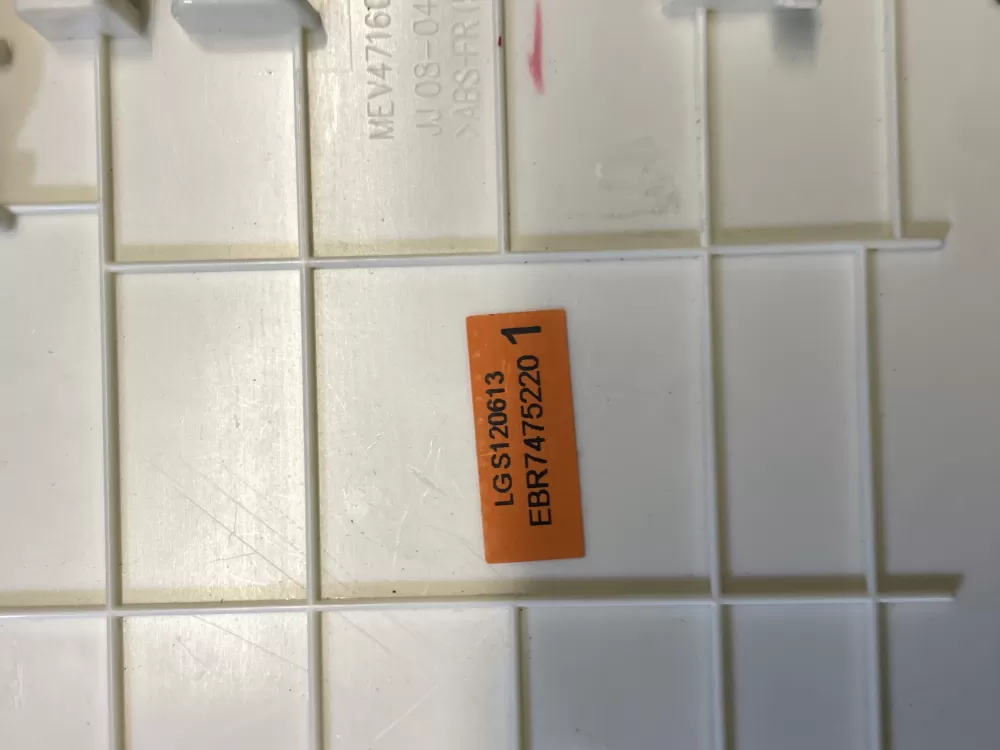 MEV4716
JJ 08-04
>ABS-FR
LGS120613
EBR7475220 1